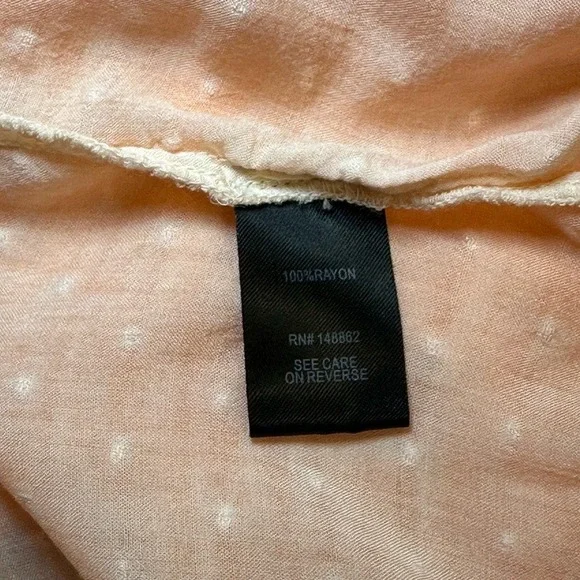 100%RAYON
RN# 148862
SEE CARE
ON REVERSE